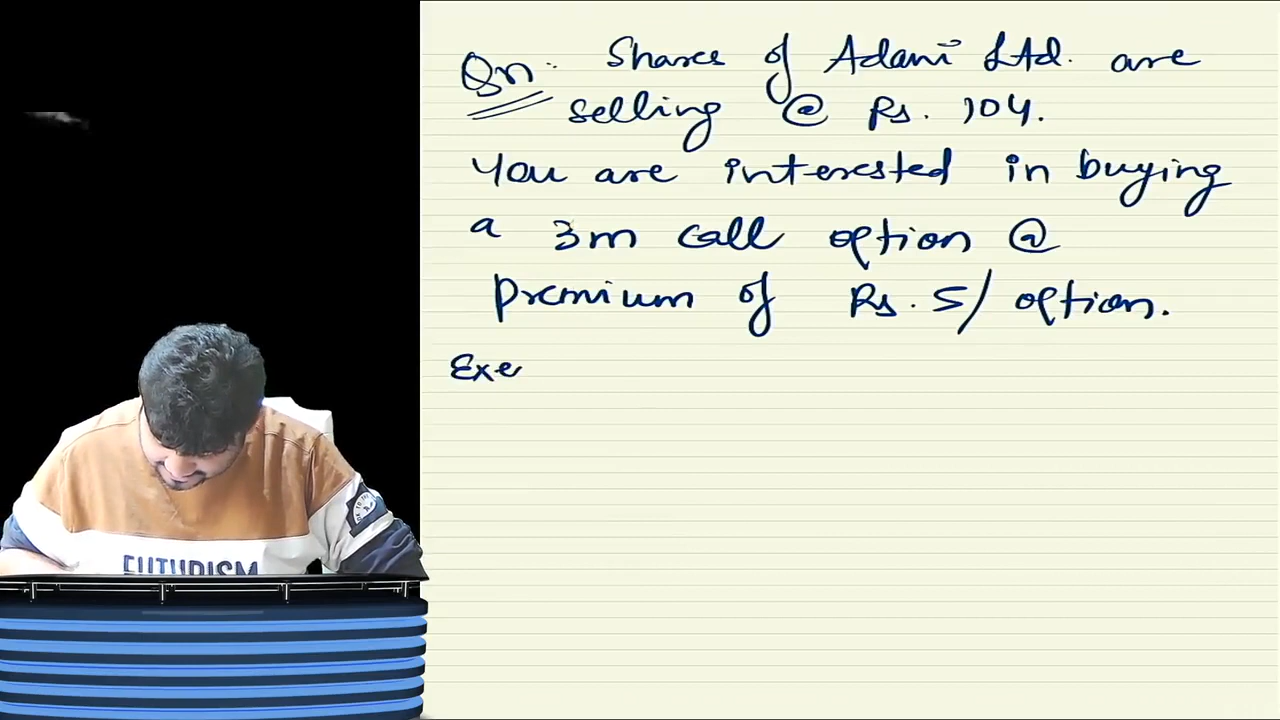 Qn: Shares of Adani Ltd. are
selling @ Rs. 104.
You are interested in buying
a 3m call option @
premium of Rs. 5/ option.
Exe
FUTURISM